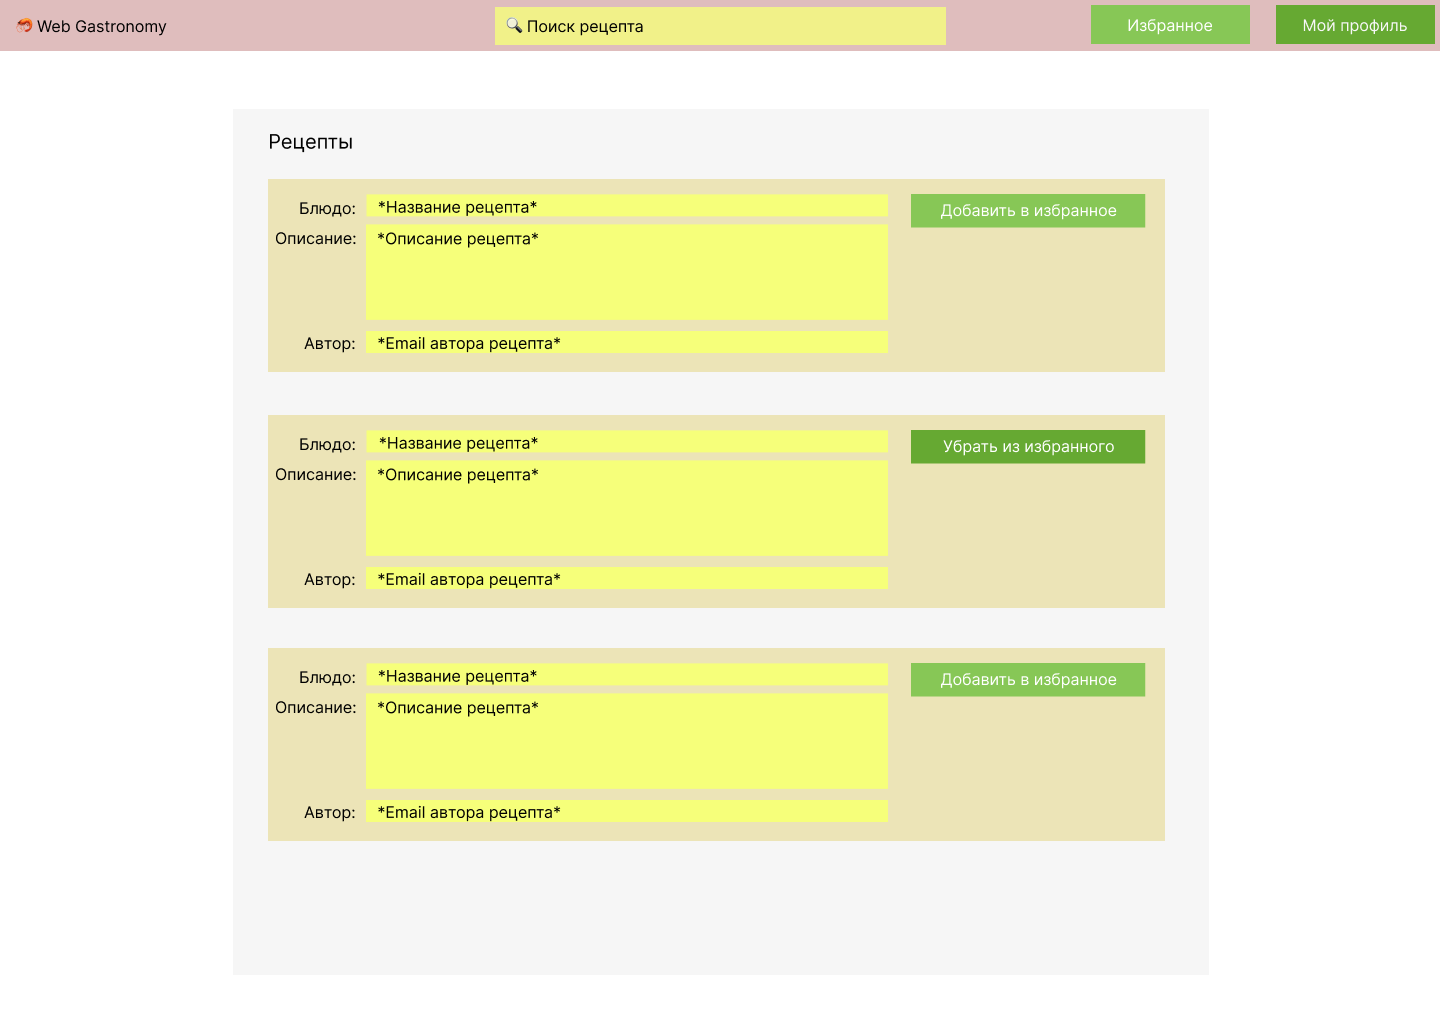 Web Gastronomy
Поиск рецепта
Избранное
Мой профиль
Рецепты
Блюдо: *Название рецепта*
Добавить в избранное
Описание: *Описание рецепта*
Автор: *Email автора рецепта*
Блюдо: *Название рецепта*
Убрать из избранного
Описание: *Описание рецепта*
Автор: *Email автора рецепта*
Блюдо: *Название рецепта*
Добавить в избранное
Описание: *Описание рецепта*
Автор: *Email автора рецепта*